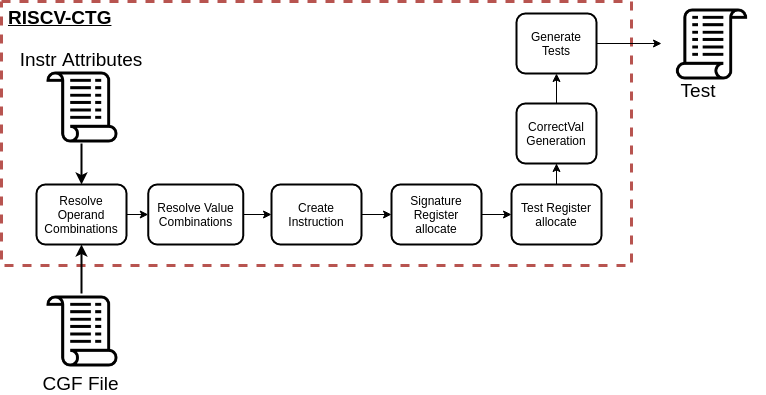 RISCV-CTG
Instr Attributes
Generate
Tests
Test
CorrectVal
Generation
Resolve
Operand
Combinations
Resolve Value
Combinations
Create
Instruction
Signature
Register
allocate
Test Register
allocate
CGF File